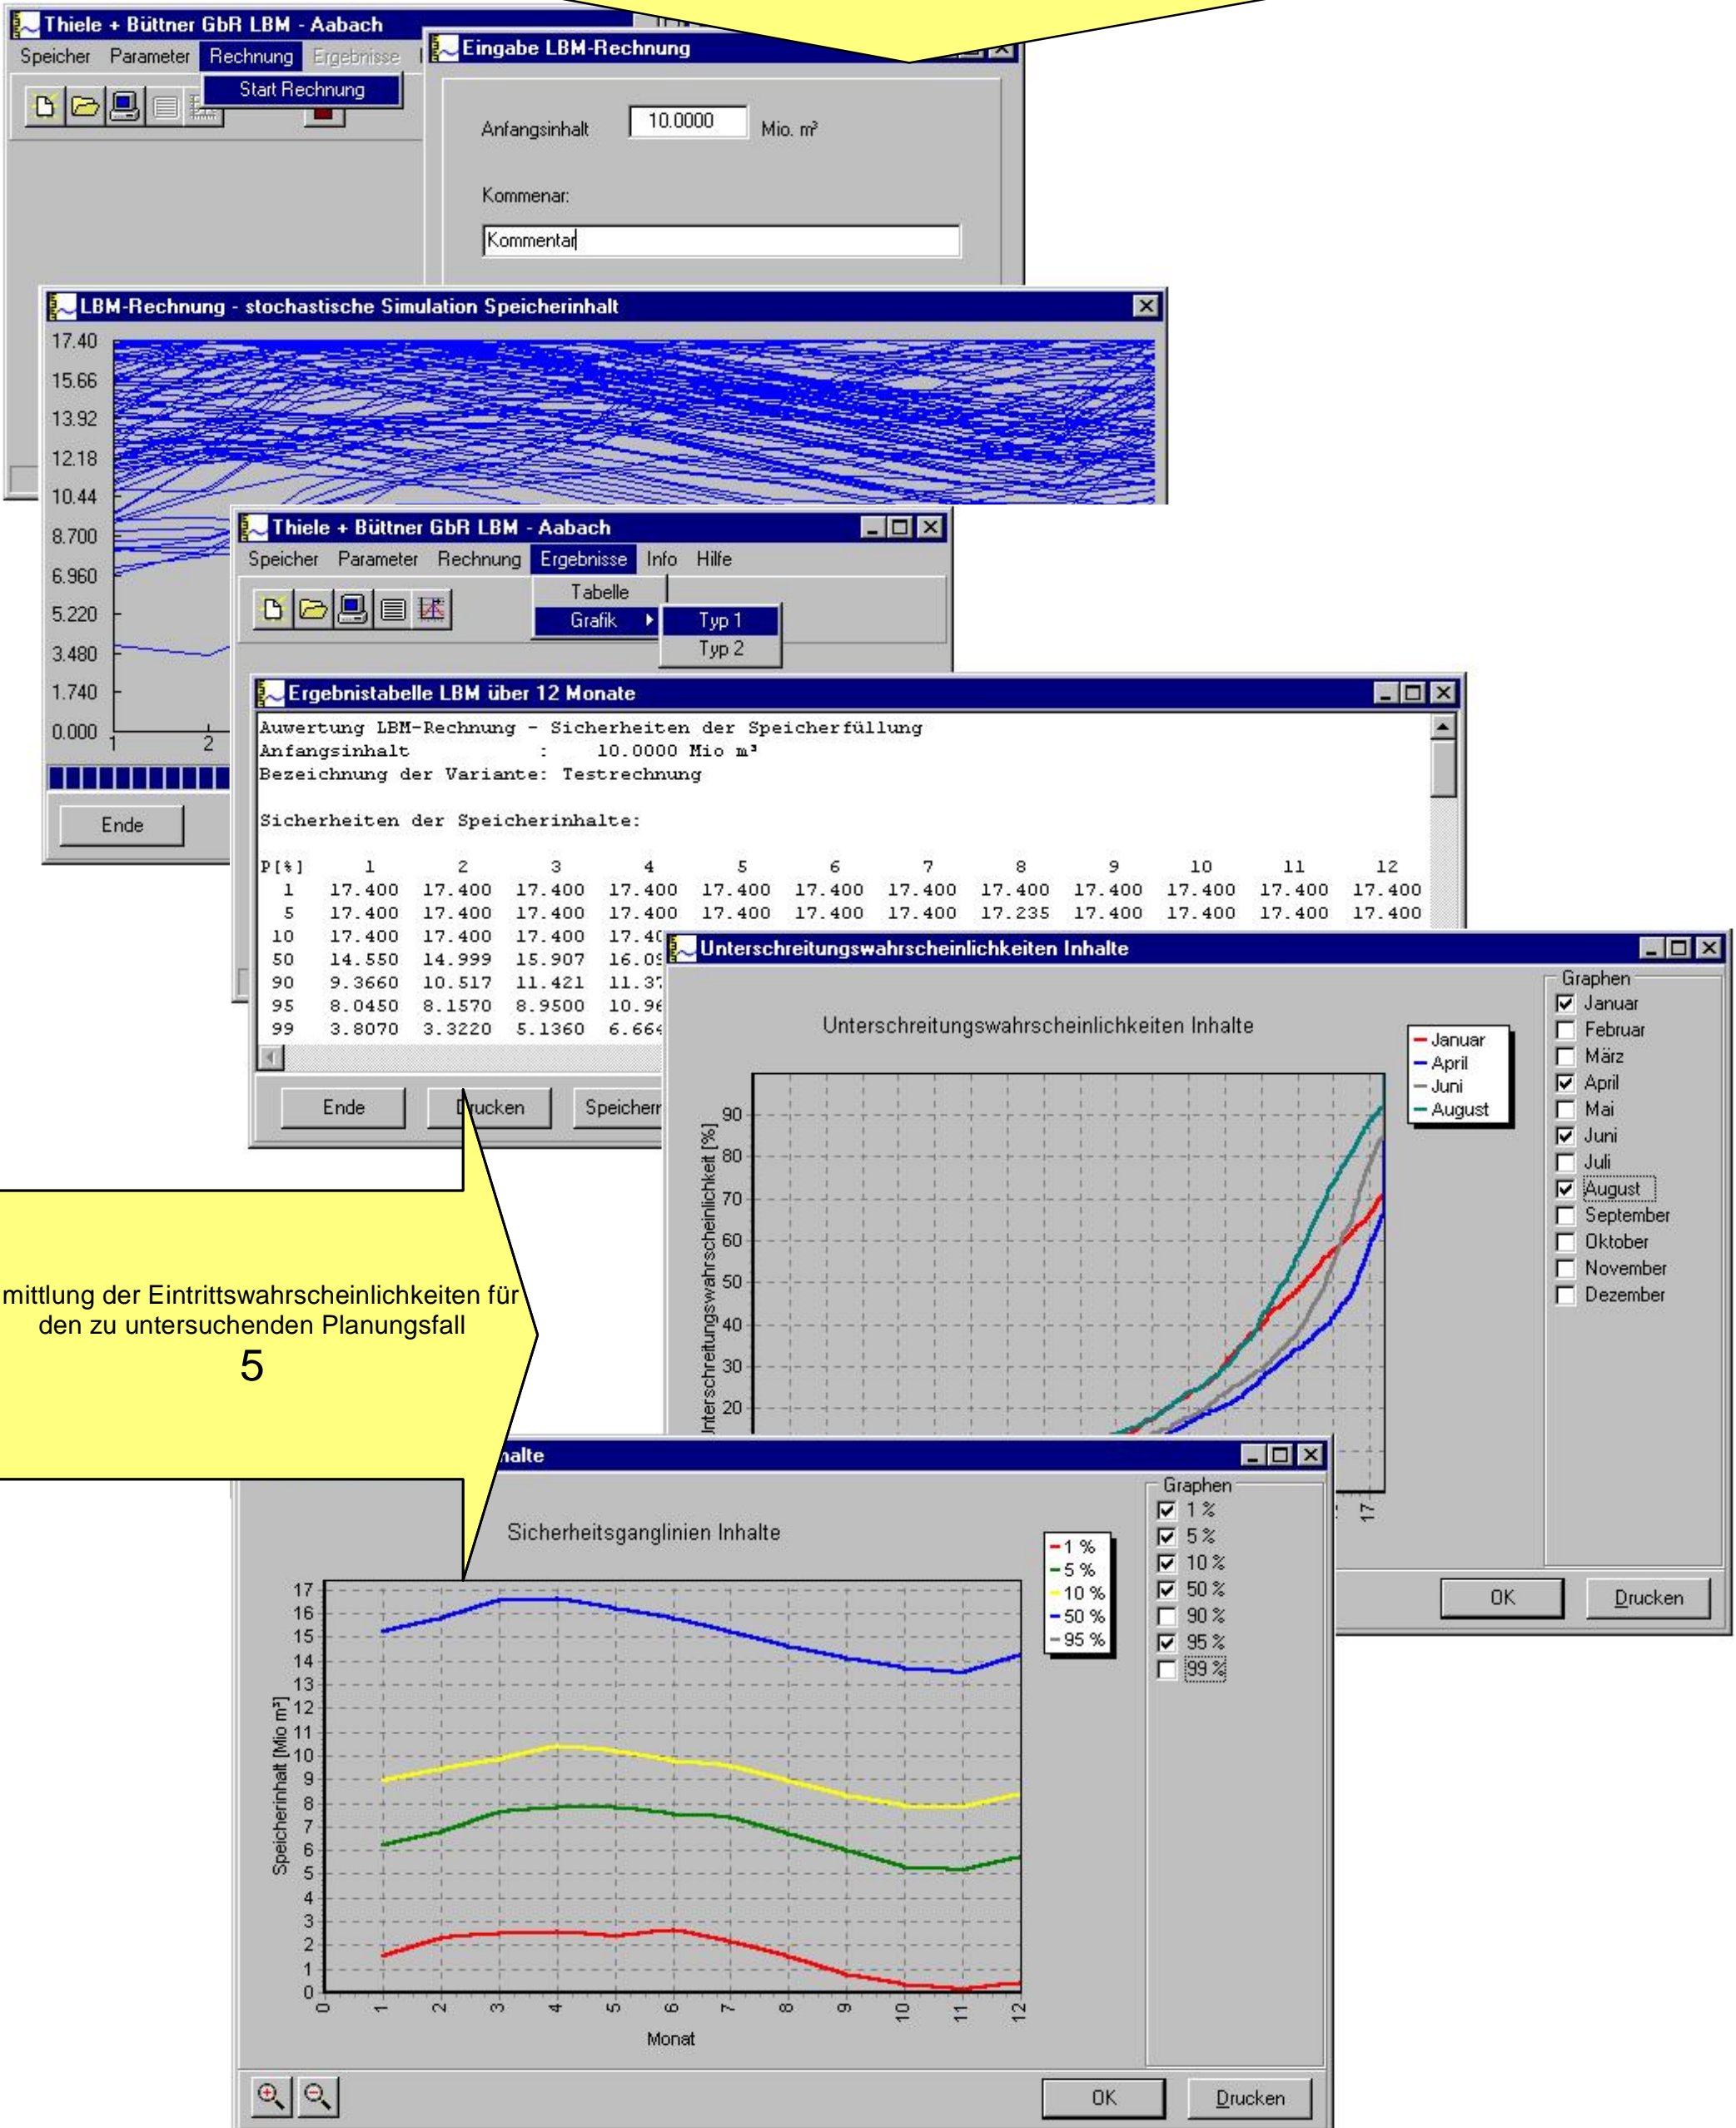 Thiele + Büttner GbR LBM - Aabach
Speicher Parameter Rechnung Ergebnisse
Start Rechnung
Eingabe LBM-Rechnung
Anfangsinhalt 10.0000 Mio. m³
Kommenar:
Kommentar
LBM-Rechnung - stochastische Simulation Speicherinhalt
17.40
15.66
13.92
12.18
10.44
8.700
6.960
5.220
3.480
1.740
0.000
1 2
Ende
Thiele + Büttner GbR LBM - Aabach
Speicher Parameter Rechnung Ergebnisse Info Hilfe
Tabelle
Grafik Typ 1
Typ 2
Ergebnistabelle LBM über 12 Monate
Auwertung LBM-Rechnung - Sicherheiten der Speicherfüllung
Anfangsinhalt : 10.0000 Mio m³
Bezeichnung der Variante: Testrechnung
Sicherheiten der Speicherinhalte:
P[%] 1 2 3 4 5 6 7 8 9 10 11 12
1 17.400 17.400 17.400 17.400 17.400 17.400 17.400 17.400 17.400 17.400 17.400 17.400
5 17.400 17.400 17.400 17.400 17.400 17.400 17.400 17.235 17.400 17.400 17.400 17.400
10 17.400 17.400 17.400 17.40
50 14.550 14.999 15.907 16.09
90 9.3660 10.517 11.421 11.37
95 8.0450 8.1570 8.9500 10.96
99 3.8070 3.3220 5.1360 6.664
Ende Drucken Speichern
Unterschreitungswahrscheinlichkeiten Inhalte
Unterschreitungswahrscheinlichkeiten Inhalte
Unterschreitungswahrscheinlichkeit [%]
90
80
70
60
50
40
30
20
17
Januar
April
Juni
August
Graphen
Januar
Februar
März
April
Mai
Juni
Juli
August
September
Oktober
November
Dezember
OK Drucken
mittlung der Eintrittswahrscheinlichkeiten für
den zu untersuchenden Planungsfall
5
halte
Sicherheitsganglinien Inhalte
Speicherinhalt [Mio m³]
17
16
15
14
13
12
11
10
9
8
7
6
5
4
3
2
1
0
0 1 2 3 4 5 6 7 8 9 10 11 12
Monat
1 %
5 %
10 %
50 %
95 %
Graphen
1 %
5 %
10 %
50 %
90 %
95 %
99 %
OK Drucken